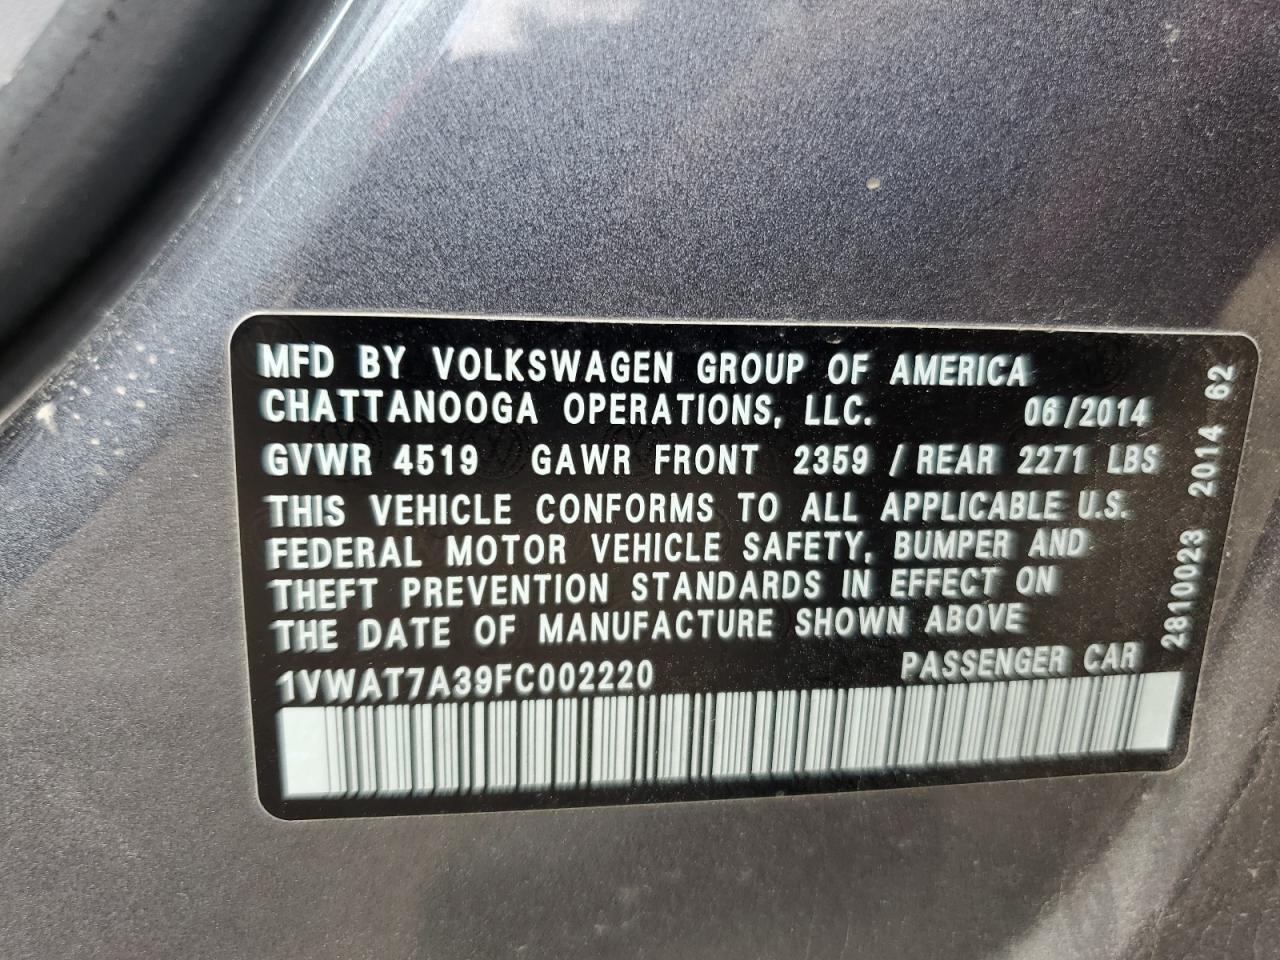 MFD BY VOLKSWAGEN GROUP OF AMERICA
CHATTANOOGA OPERATIONS, LLC. 06/2014
GVWR 4519 GAWR FRONT 2359 / REAR 2271 LBS
THIS VEHICLE CONFORMS TO ALL APPLICABLE U.S.
FEDERAL MOTOR VEHICLE SAFETY, BUMPER AND
THEFT PREVENTION STANDARDS IN EFFECT ON
THE DATE OF MANUFACTURE SHOWN ABOVE
1VWAT7A39FC002220 PASSENGER CAR
2810023 2014 62